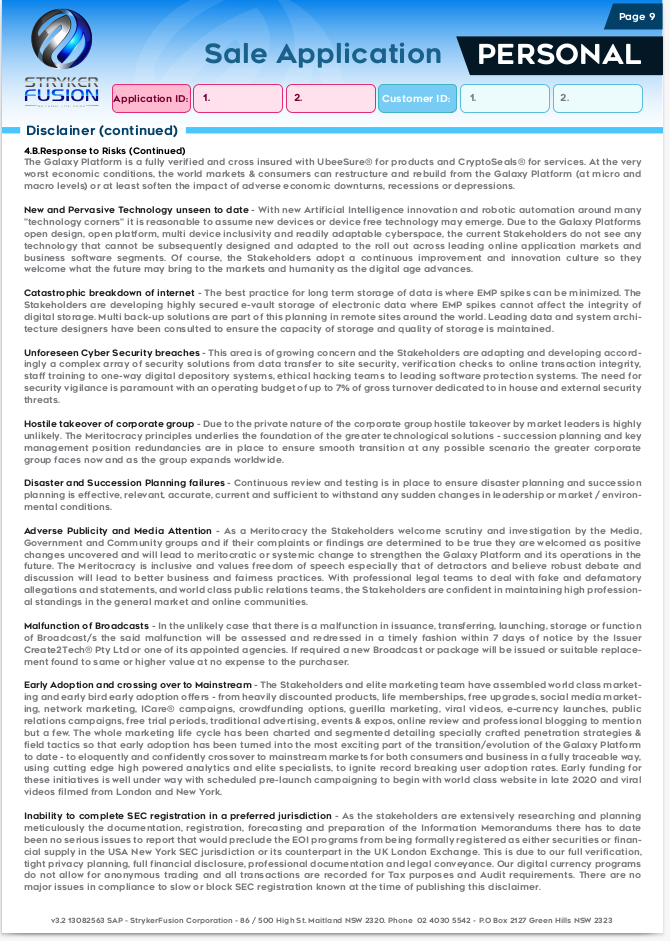 Page 9
Sale Application
PERSONAL
STRYKER
FUSION
Application ID:
1.
2.
Customer ID:
1.
2.
Disclainer (continued)
4.B.Response to Risks (Continued)
The Galaxy Platform is a fully verified and cross insured with UbeeSure® for products and CryptoSeals® for services. At the very
worst economic conditions, the world markets & consumers can restructure and rebuild from the Galaxy Platform (at micro and
macro levels) or at least soften the impact of adverse economic downturns, recessions or depressions.
New and Pervasive Technology unseen to date - With new Artificial Intelligence innovation and robotic automation around many
"technology corners" it is reasonable to assume new devices or device free technology may emerge. Due to the Galaxy Platforms
open design, open platform, multi device inclusivity and readily adaptable cyberspace, the current Stakeholders do not see any
technology that cannot be subsequently designed and adapted to the roll out across leading online application markets and
business software segments. Of course, the Stakeholders adopt a continuous improvement and innovation culture so they
welcome what the future may bring to the markets and humanity as the digital age advances.
Catastrophic breakdown of internet - The best practice for long term storage of data is where EMP spikes can be minimized. The
Stakeholders are developing highly secured e-vault storage of electronic data where EMP spikes cannot affect the integrity of
digital storage. Multi back-up solutions are part of this planning in remote sites around the world. Leading data and system archi-
tecture designers have been consulted to ensure the capacity of storage and quality of storage is maintained.
Unforeseen Cyber Security breaches - This area is of growing concern and the Stakeholders are adapting and developing accord-
ingly a complex array of security solutions from data transfer to site security, verification checks to online transaction integrity,
staff training to one-way digital depository systems, ethical hacking teams to leading software protection systems. The need for
security vigilance is paramount with an operating budget of up to 7% of gross turnover dedicated to in house and external security
threats.
Hostile takeover of corporate group - Due to the private nature of the corporate group hostile takeover by market leaders is highly
unlikely. The Meritocracy principles underlies the foundation of the greater technological solutions - succession planning and key
management position redundancies are in place to ensure smooth transition at any possible scenario the greater corporate
group faces now and as the group expands worldwide.
Disaster and Succession Planning failures - Continuous review and testing is in place to ensure disaster planning and succession
planning is effective, relevant, accurate, current and sufficient to withstand any sudden changes in leadership or market / environ-
mental conditions.
Adverse Publicity and Media Attention - As a Meritocracy the Stakeholders welcome scrutiny and investigation by the Media,
Government and Community groups and if their complaints or findings are determined to be true they are welcomed as positive
changes uncovered and will lead to meritocratic or systemic change to strengthen the Galaxy Platform and its operations in the
future. The Meritocracy is inclusive and values freedom of speech especially that of detractors and believe robust debate and
discussion will lead to better business and fairness practices. With professional legal teams to deal with fake and defamatory
allegations and statements, and world class public relations teams, the Stakeholders are confident in maintaining high profession-
al standings in the general market and online communities.
Malfunction of Broadcasts - In the unlikely case that there is a malfunction in issuance, transferring, launching, storage or function
of Broadcast/s the said malfunction will be assessed and redressed in a timely fashion within 7 days of notice by the Issuer
Create2Tech® Pty Ltd or one of its appointed agencies. If required a new Broadcast or package will be issued or suitable replace-
ment found to same or higher value at no expense to the purchaser.
Early Adoption and crossing over to Mainstream - The Stakeholders and elite marketing team have assembled world class market-
ing and early bird early adoption offers - from heavily discounted products, life memberships, free upgrades, social media market-
ing, network marketing, ICare® campaigns, crowdfunding options, guerilla marketing, viral videos, e-currency launches, public
relations campaigns, free trial periods, traditional advertising, events & expos, online review and professional blogging to mention
but a few. The whole marketing life cycle has been charted and segmented detailing specially crafted penetration strategies &
field tactics so that early adoption has been turned into the most exciting part of the transition/evolution of the Galaxy Platform
to date - to eloquently and confidently crossover to mainstream markets for both consumers and business in a fully traceable way,
using cutting edge high powered analytics and elite specialists, to ignite record breaking user adoption rates. Early funding for
these initiatives is well under way with scheduled pre-launch campaigning to begin with world class website in late 2020 and viral
videos filmed from London and New York.
Inability to complete SEC registration in a preferred jurisdiction - As the stakeholders are extensively researching and planning
meticulously the documentation, registration, forecasting and preparation of the Information Memorandums there has to date
been no serious issues to report that would preclude the EOI programs from being formally registered as either securities or finan-
cial supply in the USA New York SEC jurisdiction or its counterpart in the UK London Exchange. This is due to our full verification,
tight privacy planning, full financial disclosure, professional documentation and legal conveyance. Our digital currency programs
do not allow for anonymous trading and all transactions are recorded for Tax purposes and Audit requirements. There are no
major issues in compliance to slow or block SEC registration known at the time of publishing this disclaimer.
v3.2 13082563 SAP - StrykerFusion Corporation - 86 / 500 High St. Maitland NSW 2320. Phone 02 4030 5542 - P.O Box 2127 Green Hills NSW 2323